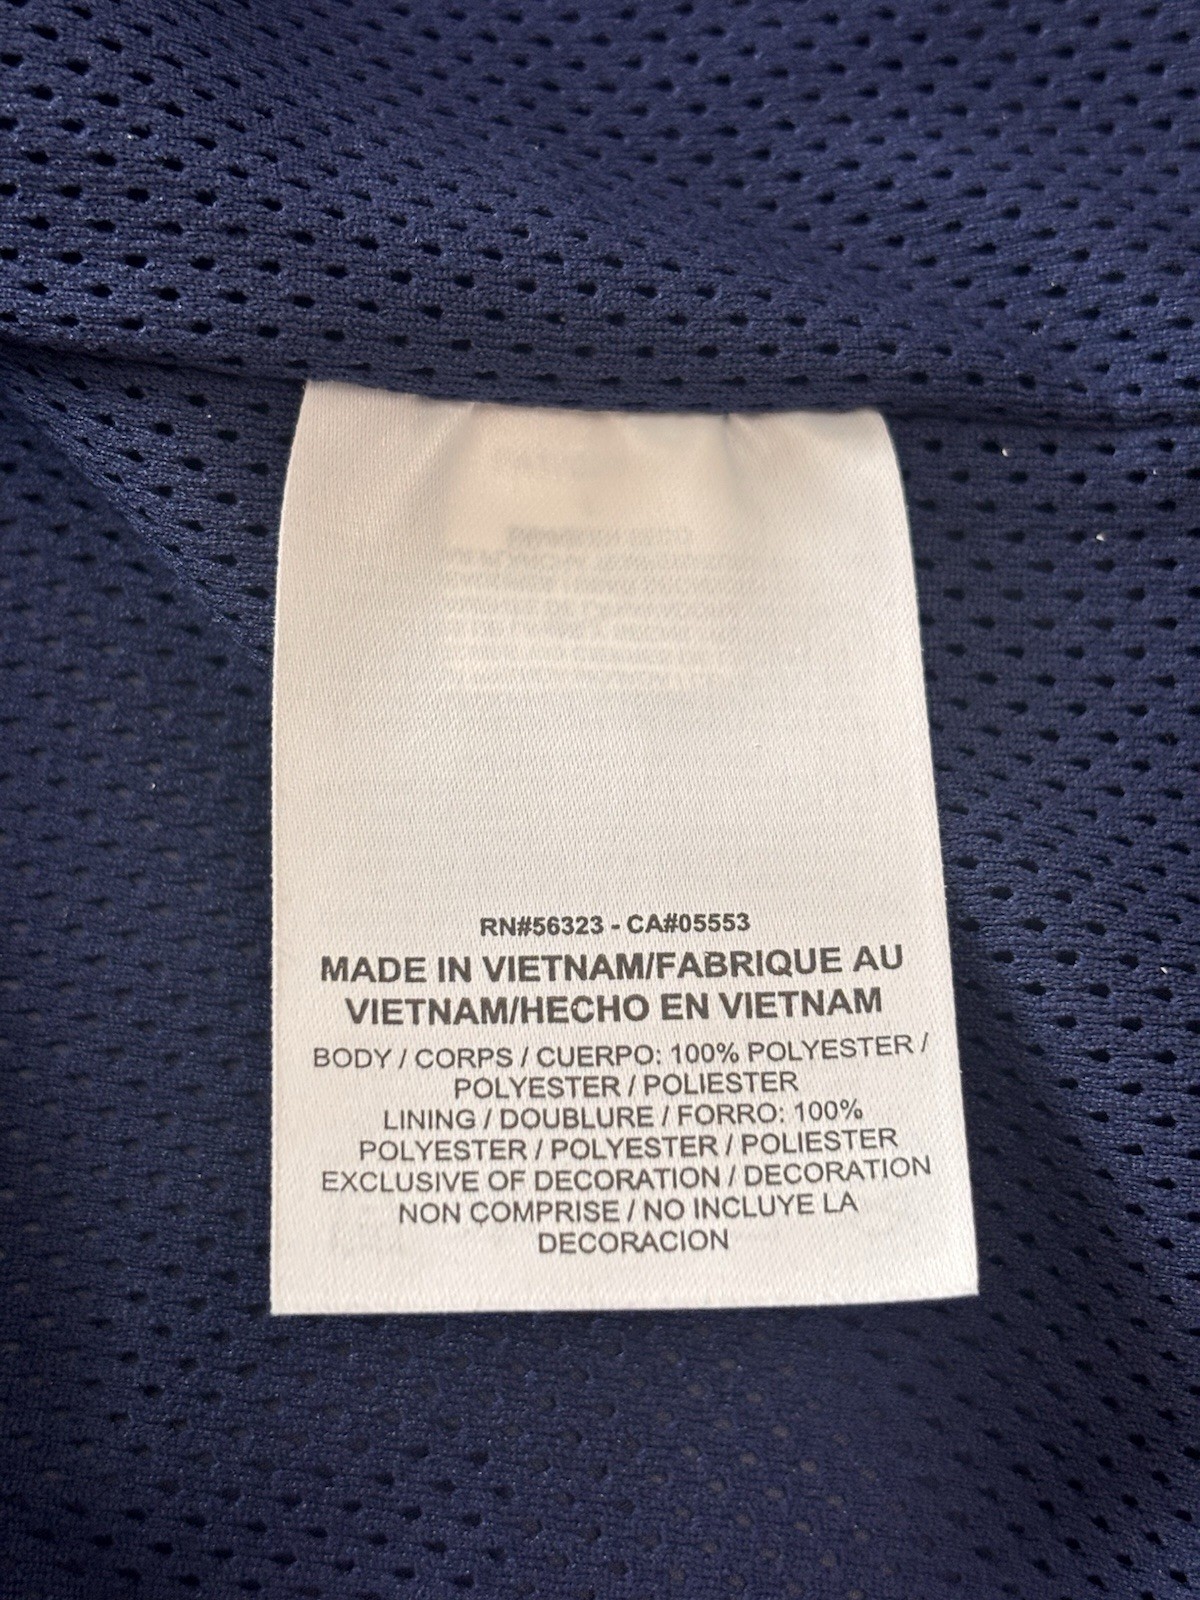 RN#56323 - CA#05553
MADE IN VIETNAM/FABRIQUE AU
VIETNAM/HECHO EN VIETNAM
BODY / CORPS / CUERPO: 100% POLYESTER /
POLYESTER / POLIESTER
LINING / DOUBLURE / FORRO: 100%
POLYESTER / POLYESTER / POLIESTER
EXCLUSIVE OF DECORATION / DECORATION
NON COMPRISE / NO INCLUYE LA
DECORACION